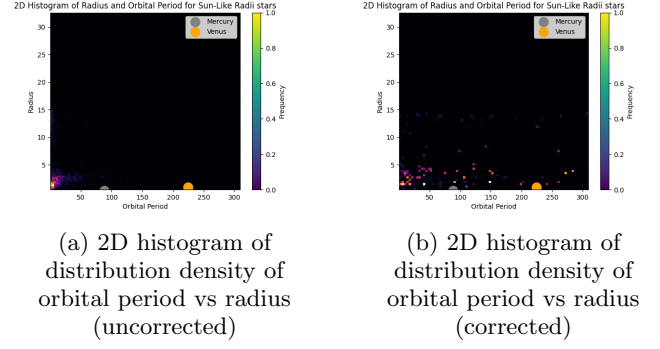 2D Histogram of Radius and Orbital Period for Sun-Like Radii stars
Mercury
Venus
30
25
20
15
10
5
Radius
50
100
150
200
250
300
Orbital Period
1.0
0.8
0.6
0.4
0.2
0.0
Frequency
(a) 2D histogram of
distribution density of
orbital period vs radius
(uncorrected)
2D Histogram of Radius and Orbital Period for Sun-Like Radii stars
Mercury
Venus
30
25
20
15
10
5
Radius
50
100
150
200
250
300
Orbital Period
1.0
0.8
0.6
0.4
0.2
0.0
Frequency
(b) 2D histogram of
distribution density of
orbital period vs radius
(corrected)